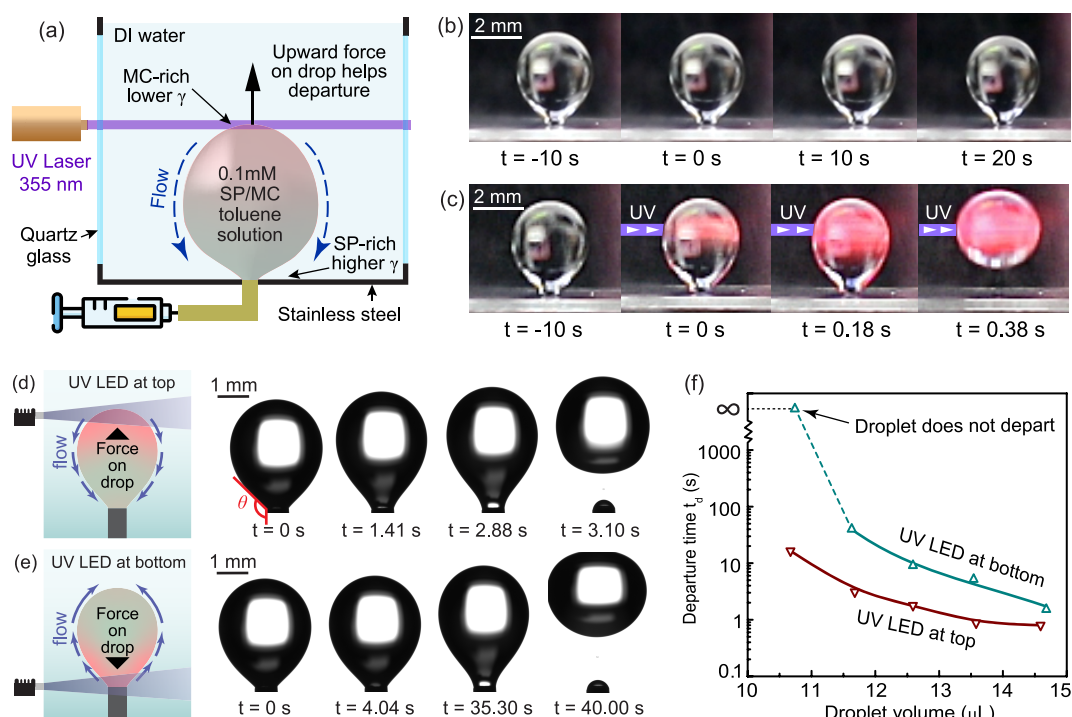 (a)
DI water
MC-rich
lower γ
Upward force
on drop helps
departure
UV Laser
355 nm
Flow
0.1mM
SP/MC
toluene
solution
Quartz
glass
SP-rich
higher γ
Stainless steel
(b)
2 mm
t = -10 s
t = 0 s
10 s
t = 20 s
(c)
2 mm
UV
UV
UV
t = -10 s
t = 0 s
t = 0.18 s
t = 0.38 s
(d)
UV LED at top
flow
Force
on
drop
1 mm
θ
t = 0 s
t = 1.41 s
t = 2.88 s
t = 3.10 s
(e)
UV LED at bottom
flow
Force
on
drop
1 mm
t = 0 s
t = 4.04 s
t = 35.30 s
t = 40.00 s
(f)
∞
Droplet does not depart
1000
100
10
1
0.1
Departure time t_d (s)
UV LED at bottom
UV LED at top
10
11
12
13
14
15
Droplet volume (μL)